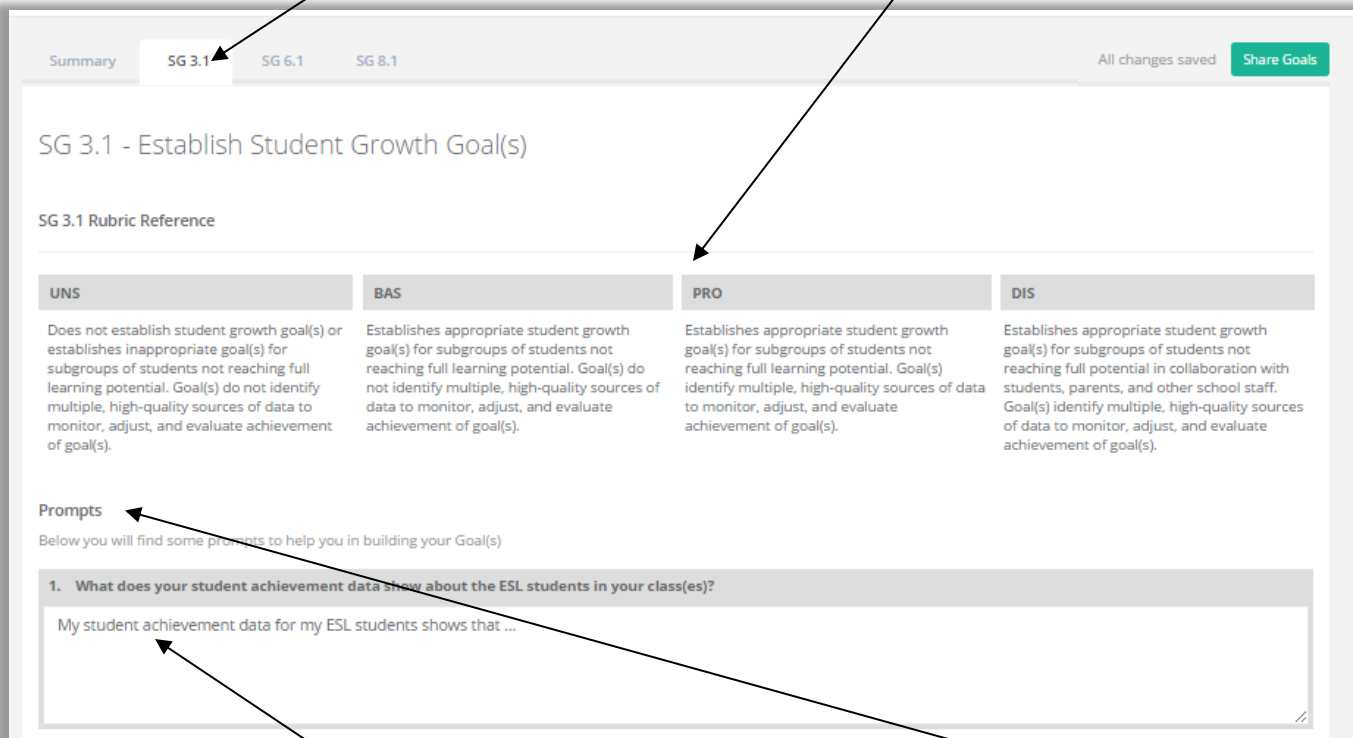 Summary SG 3.1 SG 6.1 SG 8.1 All changes saved Share Goals
SG 3.1 - Establish Student Growth Goal(s)
SG 3.1 Rubric Reference
UNS
Does not establish student growth goal(s) or
establishes inappropriate goal(s) for
subgroups of students not reaching full
learning potential. Goal(s) do not identify
multiple, high-quality sources of data to
monitor, adjust, and evaluate achievement
of goal(s).
BAS
Establishes appropriate student growth
goal(s) for subgroups of students not
reaching full learning potential. Goal(s) do
not identify multiple, high-quality sources of
data to monitor, adjust, and evaluate
achievement of goal(s).
PRO
Establishes appropriate student growth
goal(s) for subgroups of students not
reaching full learning potential. Goal(s)
identify multiple, high-quality sources of data
to monitor, adjust, and evaluate
achievement of goal(s).
DIS
Establishes appropriate student growth
goal(s) for subgroups of students not
reaching full potential in collaboration with
students, parents, and other school staff.
Goal(s) identify multiple, high-quality sources
of data to monitor, adjust, and evaluate
achievement of goal(s).
Prompts
Below you will find some prompts to help you in building your Goal(s)
1. What does your student achievement data show about the ESL students in your class(es)?
My student achievement data for my ESL students shows that ...